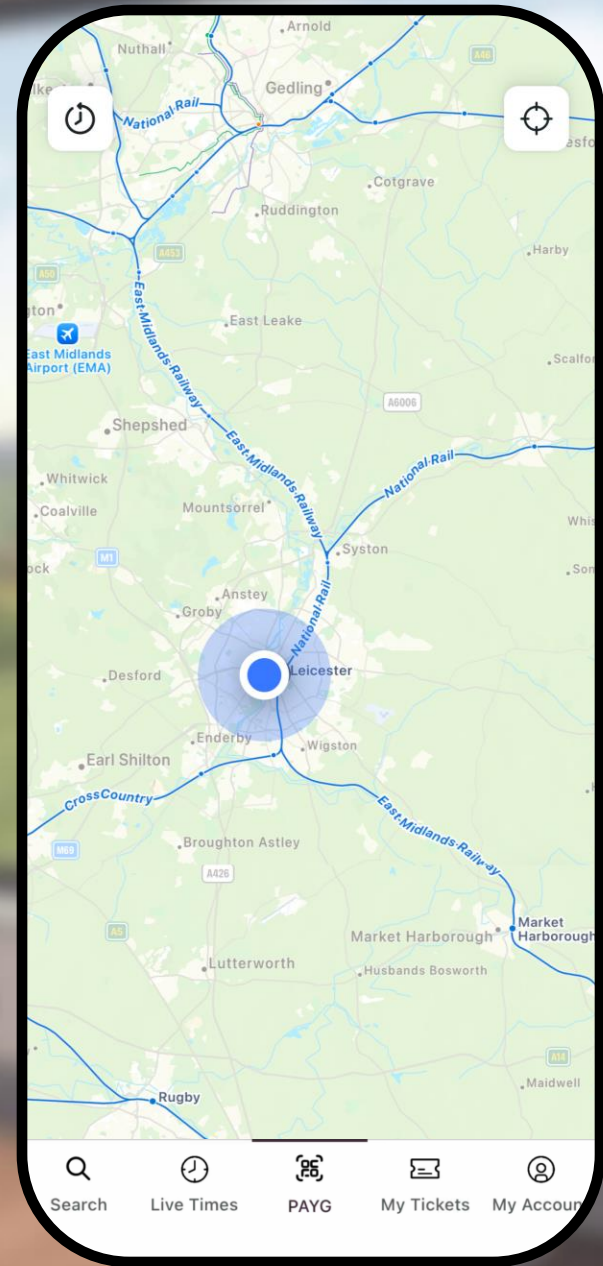 Arnold
Nuthall
A46
Gedling
National Rail
Cotgrave
Ruddington
Harby
A453
A50
East Leake
East Midlands
Airport (EMA)
East Midlands Railway
A6006
Shepshed
East Midlands Railway
National Rail
Whitwick
Mountsorrel
Coalville
Syston
M1
Anstey
Groby
National Rail
Leicester
Desford
Enderby
Wigston
Earl Shilton
CrossCountry
East Midlands Railway
Broughton Astley
M69
A426
Market
Harborough
Market Harborough
A5
Lutterworth
Husbands Bosworth
A14
Maidwell
Rugby
Search
Live Times
PAYG
My Tickets
My Accoun